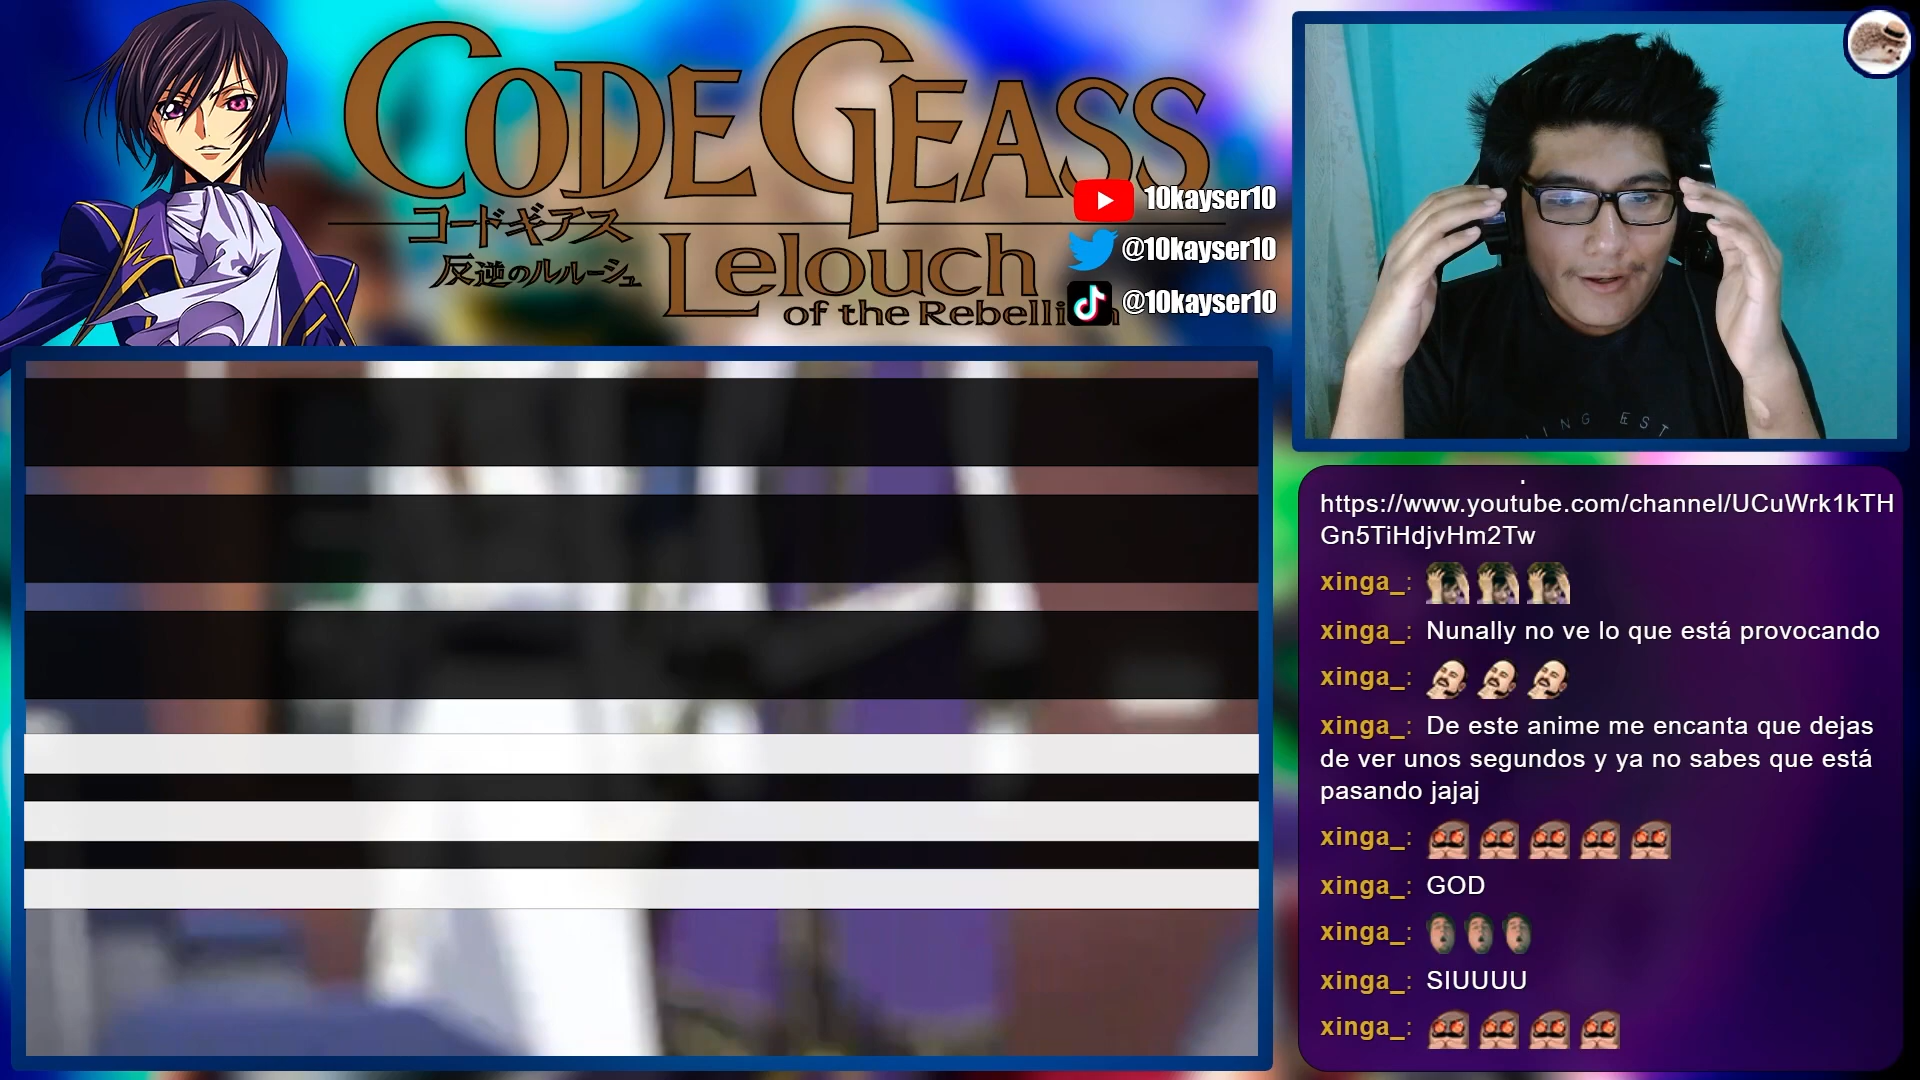 CODE GEASS
コードギアス
反逆のルルーシュ
Lelouch
of the Rebelli
10kayser10
@10kayser10
@10kayser10
ING EST
https://www.youtube.com/channel/UCuWrk1kTH
Gn5TiHdjvHm2Tw
xinga_:
xinga_: Nunally no ve lo que está provocando
xinga_:
xinga_: De este anime me encanta que dejas
de ver unos segundos y ya no sabes que está
pasando jajaj
xinga_:
xinga_: GOD
xinga_:
xinga_: SIUUUU
xinga_: